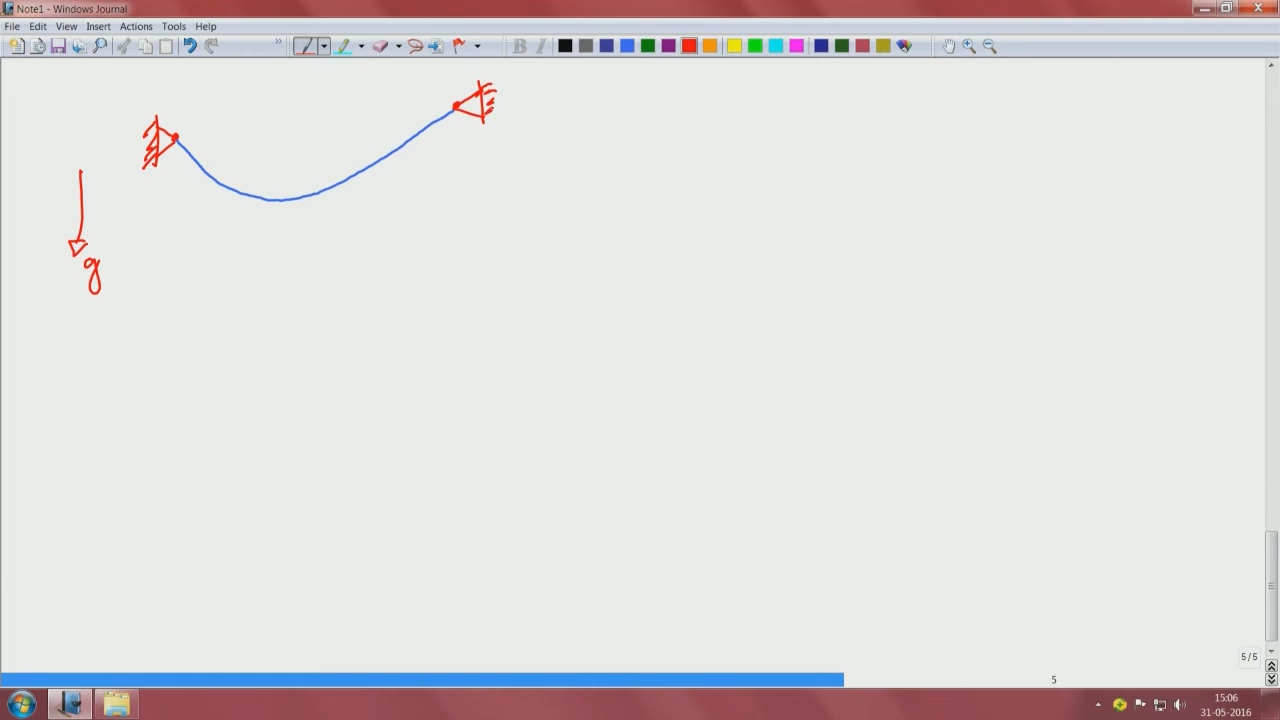 Note1 - Windows Journal
File Edit View Insert Actions Tools Help
B I
g
5/5
5
15:06
31-05-2016